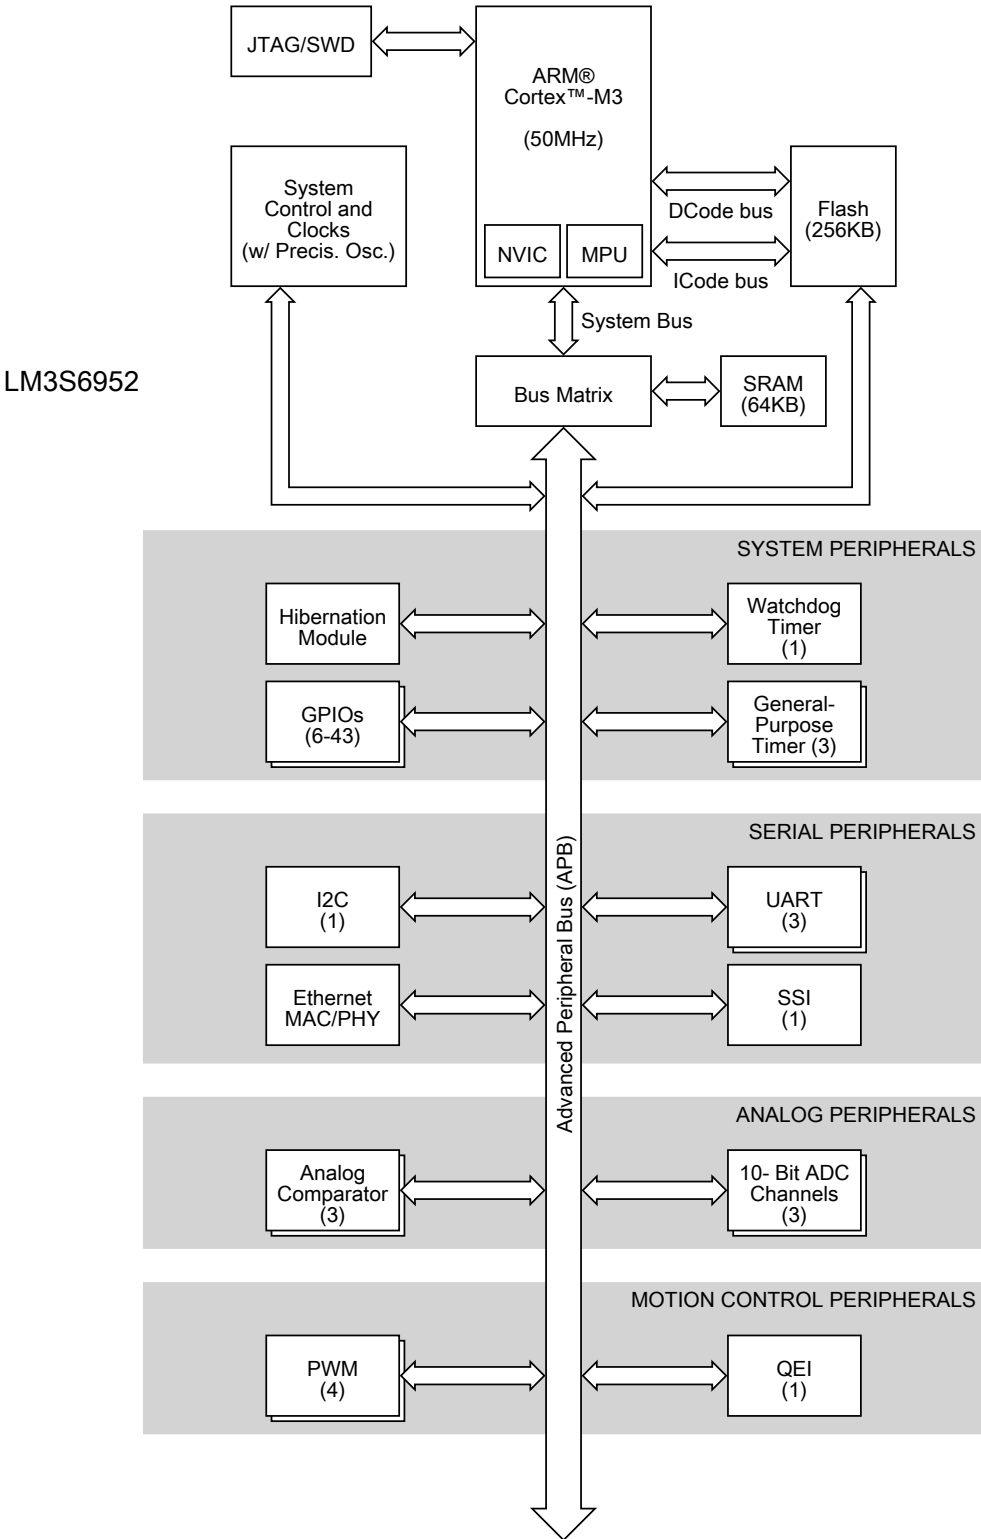 JTAG/SWD
ARM®
Cortex™-M3
(50MHz)
NVIC
MPU
System
Control and
Clocks
(w/ Precis. Osc.)
DCode bus
ICode bus
Flash
(256KB)
System Bus
LM3S6952
Bus Matrix
SRAM
(64KB)
SYSTEM PERIPHERALS
Hibernation
Module
Watchdog
Timer
(1)
GPIOs
(6-43)
General-
Purpose
Timer (3)
Advanced Peripheral Bus (APB)
SERIAL PERIPHERALS
I2C
(1)
UART
(3)
Ethernet
MAC/PHY
SSI
(1)
ANALOG PERIPHERALS
Analog
Comparator
(3)
10- Bit ADC
Channels
(3)
MOTION CONTROL PERIPHERALS
PWM
(4)
QEI
(1)